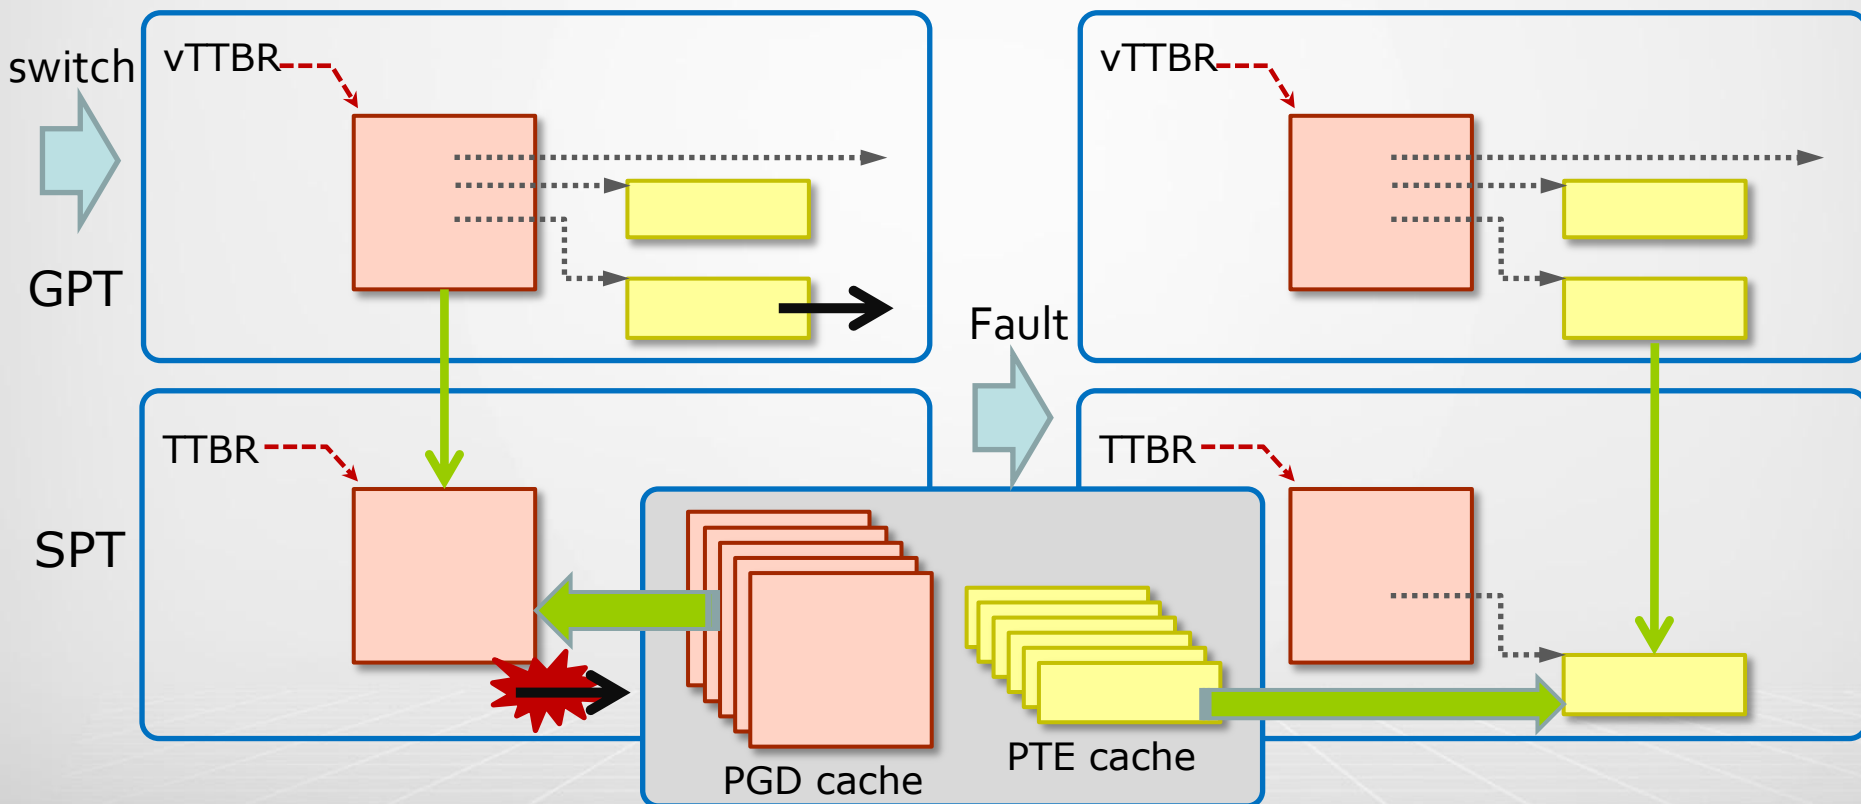 switch
vTTBR
vTTBR
GPT
Fault
TTBR
TTBR
SPT
PGD cache
PTE cache